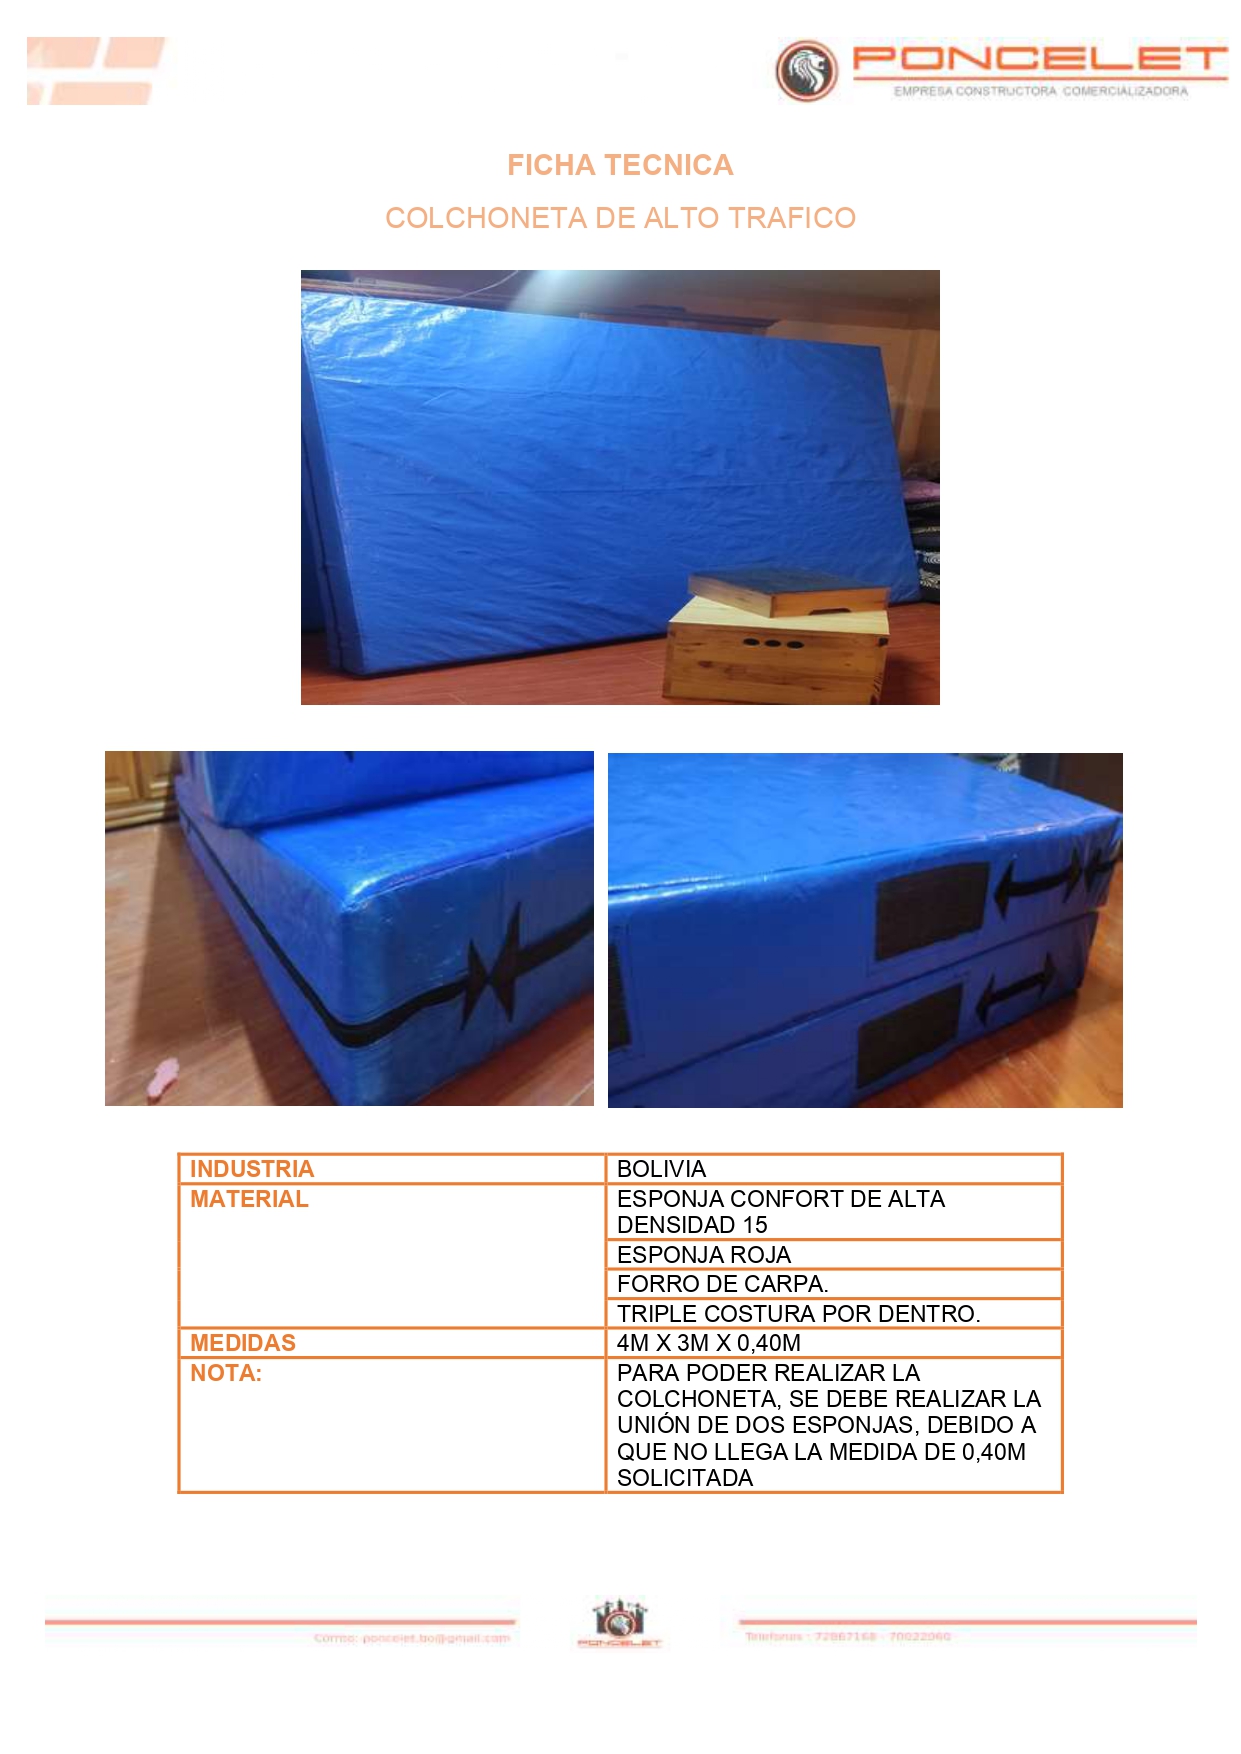 PONCELET
EMPRESA CONSTRUCTORA COMERCIALIZADORA
FICHA TECNICA
COLCHONETA DE ALTO TRAFICO
INDUSTRIA
BOLIVIA
MATERIAL
ESPONJA CONFORT DE ALTA
DENSIDAD 15
ESPONJA ROJA
FORRO DE CARPA.
TRIPLE COSTURA POR DENTRO.
MEDIDAS
4M X 3M X 0,40M
NOTA:
PARA PODER REALIZAR LA
COLCHONETA, SE DEBE REALIZAR LA
UNIÓN DE DOS ESPONJAS, DEBIDO A
QUE NO LLEGA LA MEDIDA DE 0,40M
SOLICITADA
Correo: poncelet.bo@gmail.com
PONCELET